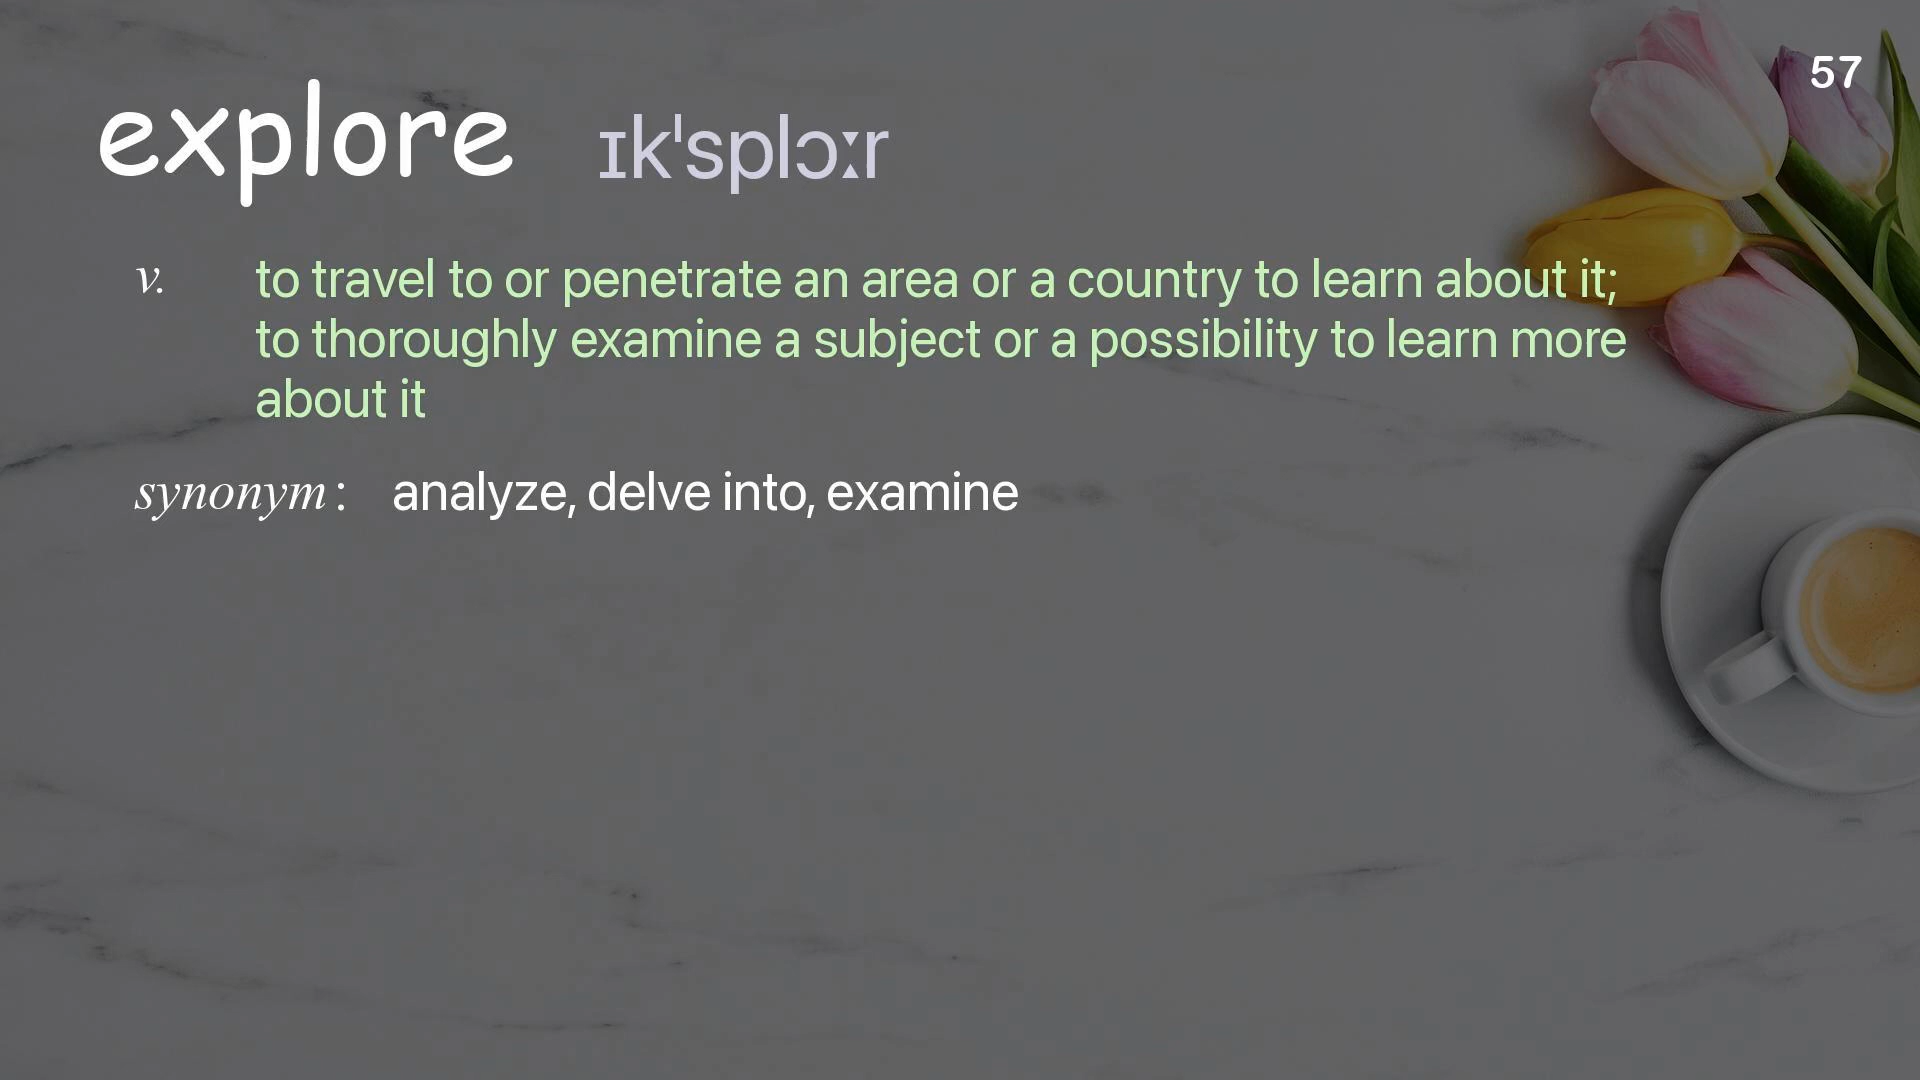 57
explore ɪkˈsplɔːr
v. to travel to or penetrate an area or a country to learn about it;
to thoroughly examine a subject or a possibility to learn more
about it
synonym : analyze, delve into, examine